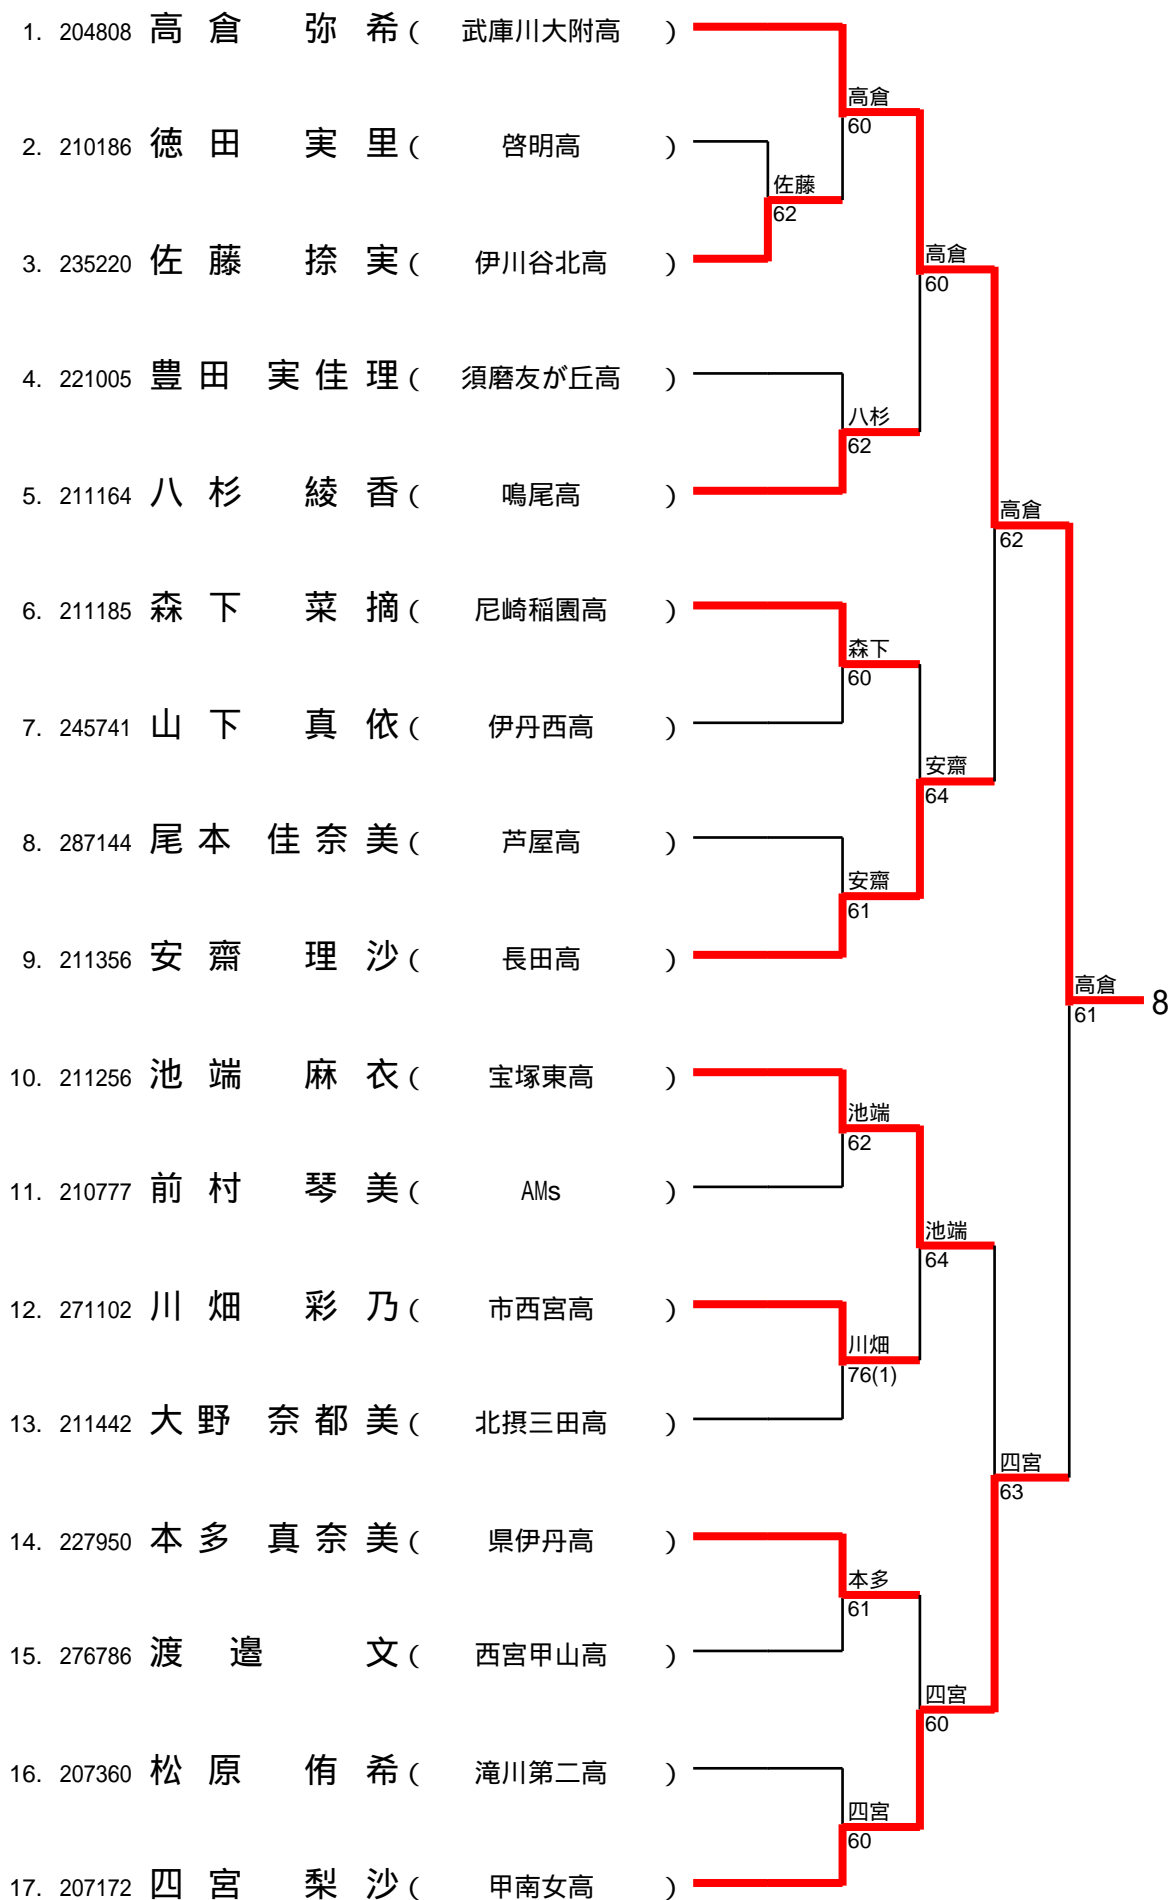 1. 204808 高倉 弥希 ( 武庫川大附高 )
高倉
60
2. 210186 徳田 実里 ( 啓明高 )
佐藤
62
3. 235220 佐藤 捺実 ( 伊川谷北高 )
高倉
60
4. 221005 豊田 実佳理 ( 須磨友が丘高 )
八杉
62
5. 211164 八杉 綾香 ( 鳴尾高 )
高倉
62
6. 211185 森下 菜摘 ( 尼崎稲園高 )
森下
60
7. 245741 山下 真依 ( 伊丹西高 )
安齋
64
8. 287144 尾本 佳奈美 ( 芦屋高 )
安齋
61
9. 211356 安齋 理沙 ( 長田高 )
高倉
61
8
10. 211256 池端 麻衣 ( 宝塚東高 )
池端
62
11. 210777 前村 琴美 ( AMs )
池端
64
12. 271102 川畑 彩乃 ( 市西宮高 )
川畑
76(1)
13. 211442 大野 奈都美 ( 北摂三田高 )
四宮
63
14. 227950 本多 真奈美 ( 県伊丹高 )
本多
61
15. 276786 渡邉 文 ( 西宮甲山高 )
四宮
60
16. 207360 松原 侑希 ( 滝川第二高 )
四宮
60
17. 207172 四宮 梨沙 ( 甲南女高 )